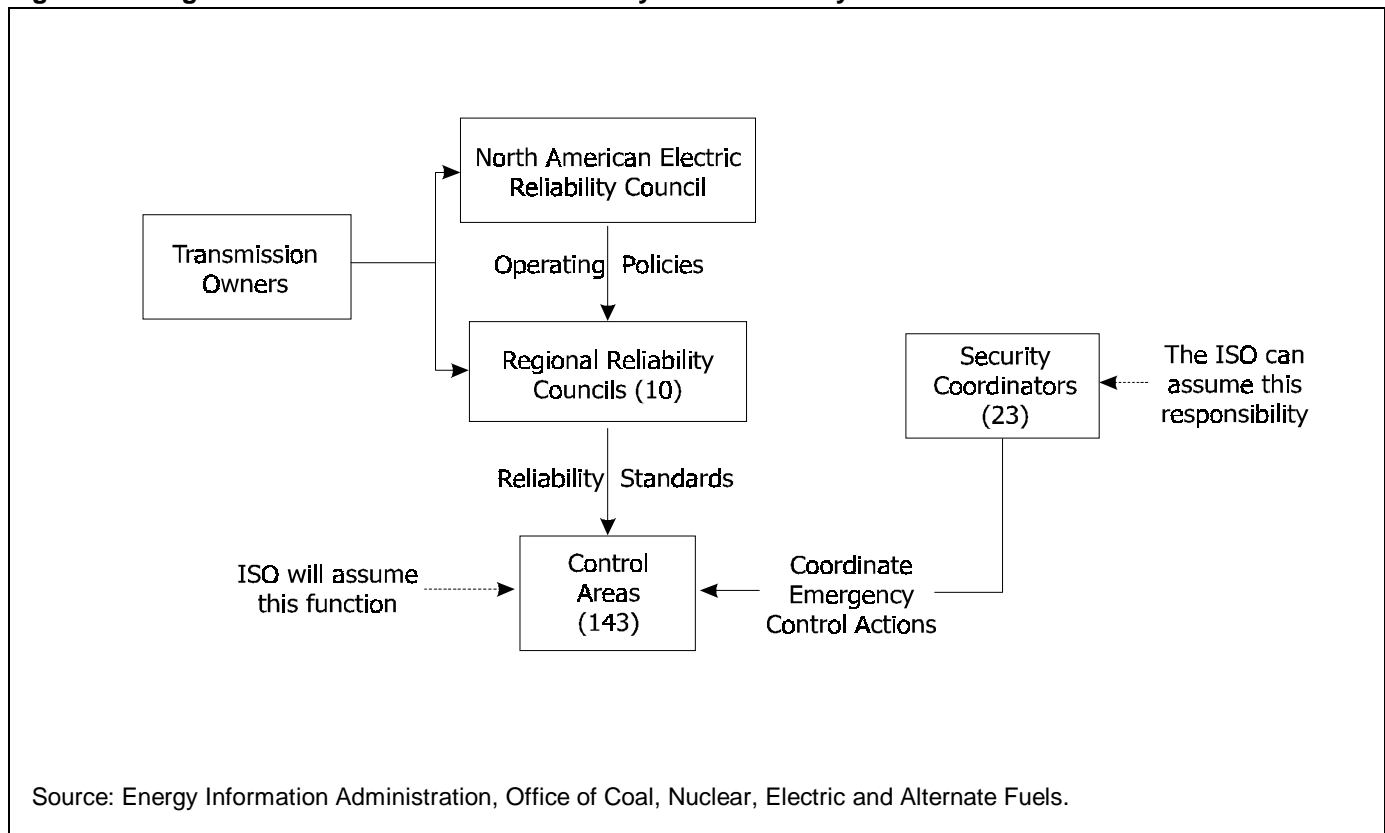 North American Electric
Reliability Council
Transmission
Owners
Operating Policies
Regional Reliability
Councils (10)
Security
Coordinators
(23)
The ISO can
assume this
responsibility
Reliability Standards
ISO will assume
this function
Control
Areas
(143)
Coordinate
Emergency
Control Actions
Source: Energy Information Administration, Office of Coal, Nuclear, Electric and Alternate Fuels.